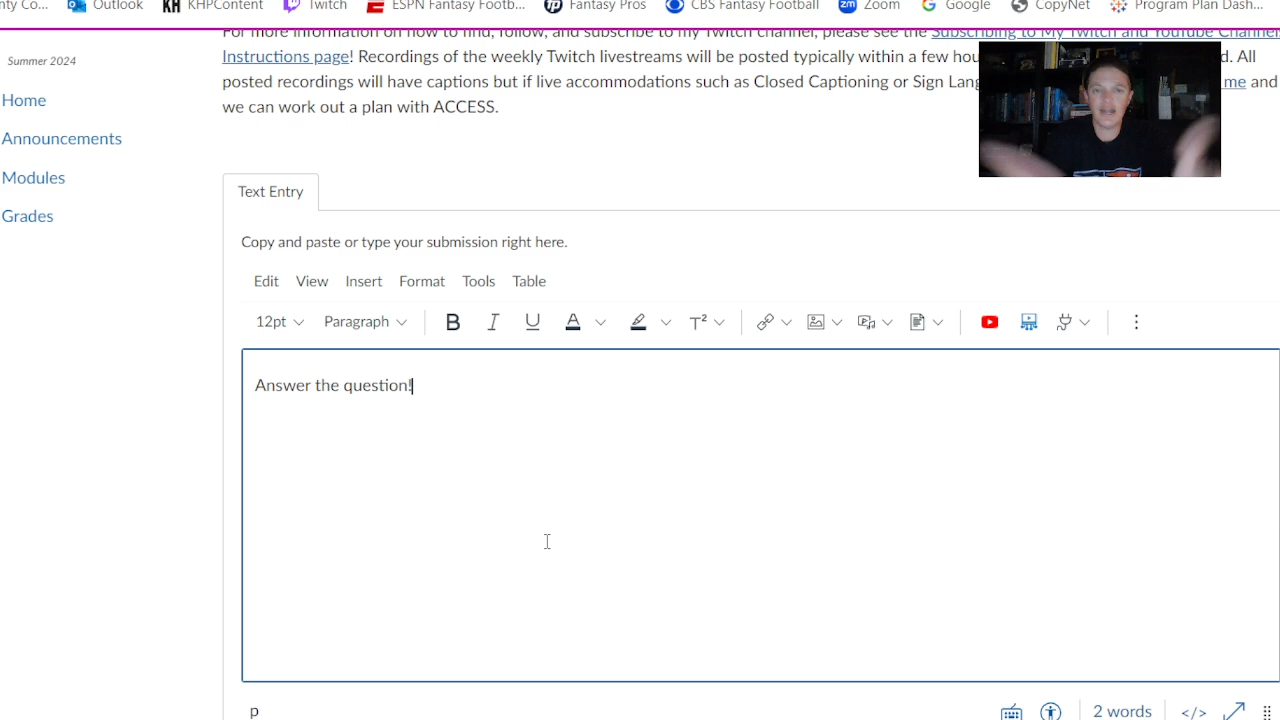 nty Co... Outlook KHPContent Twitch ESPN Fantasy Footb... Fantasy Pros CBS Fantasy Football Zoom Google CopyNet Program Plan Dash...
For more information on how to find, follow, and subscribe to my Twitch channel, please see the Subscribing to My Twitch and YouTube Channel
Summer 2024
Instructions page! Recordings of the weekly Twitch livestreams will be posted typically within a few hou d. All
posted recordings will have captions but if live accommodations such as Closed Captioning or Sign Lang me and
we can work out a plan with ACCESS.
Home
Announcements
Modules
Grades
Text Entry
Copy and paste or type your submission right here.
Edit View Insert Format Tools Table
12pt Paragraph B I U A T²
Answer the question!
p 2 words </>